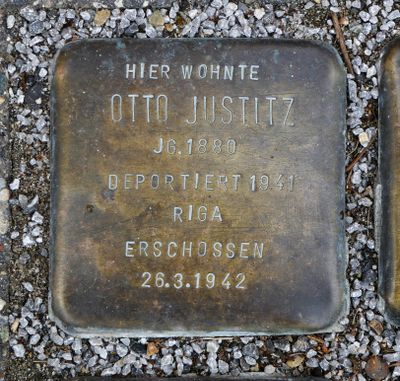 HIER WOHNTE
OTTO JUSTITZ
JG. 1880
DEPORTIERT 1941
RIGA
ERSCHOSSEN
26.3.1942